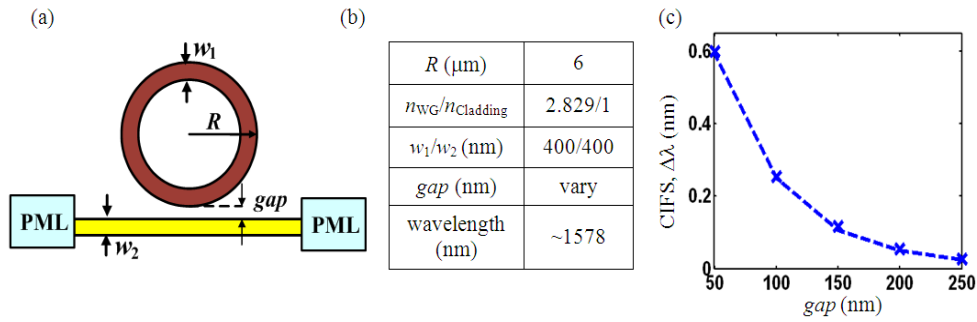 (a)
w₁
R
gap
PML
PML
w₂
(b)
R (μm) 6
n_WG/n_Cladding 2.829/1
w₁/w₂ (nm) 400/400
gap (nm) vary
wavelength
(nm) ~1578
(c)
CIFS, Δλ (nm)
0.6
0.4
0.2
0
50 100 150 200 250
gap (nm)